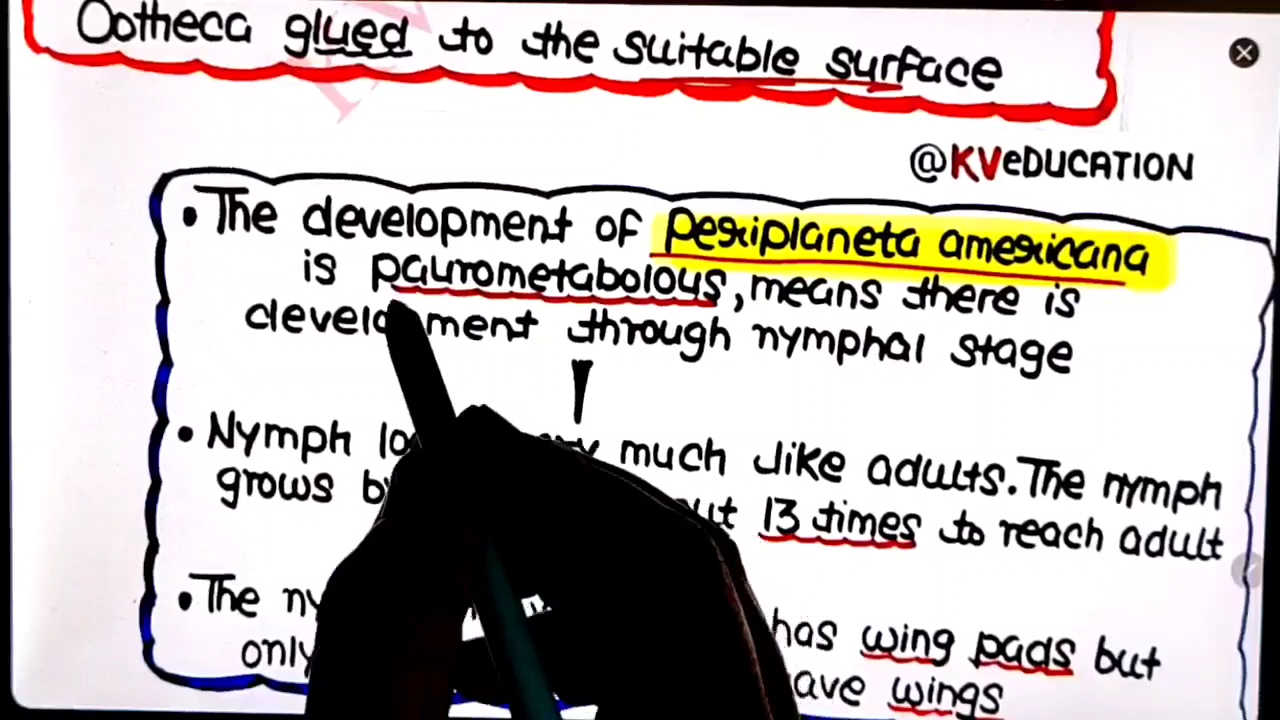 Ootheca glued to the suitable surface
@KVeDUCATION
• The development of Periplaneta americana
is paurometabolous, means there is
development through nymphal stage
• Nymph much like adults. The nymph
grows 13 times to reach adult
• The has wing pads but
only wings